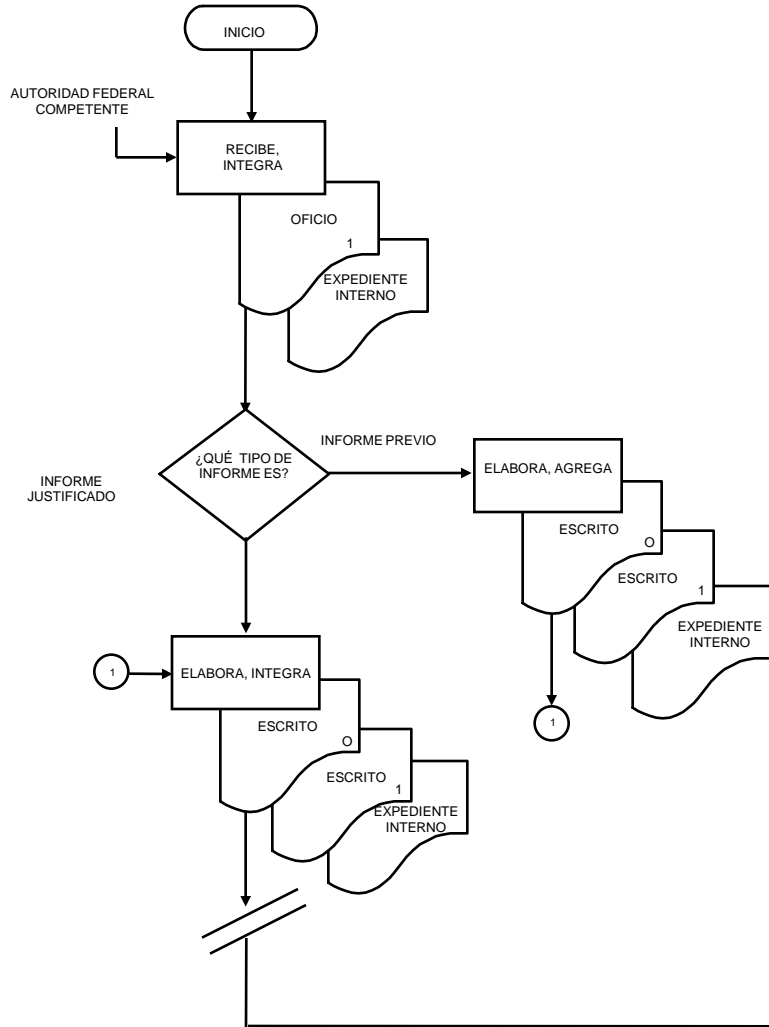 INICIO
AUTORIDAD FEDERAL
COMPETENTE
RECIBE,
INTEGRA
OFICIO
1
EXPEDIENTE
INTERNO
¿QUÉ TIPO DE
INFORME ES?
INFORME PREVIO
INFORME
JUSTIFICADO
ELABORA, AGREGA
ESCRITO
O
ESCRITO
1
EXPEDIENTE
INTERNO
1
1
ELABORA, INTEGRA
ESCRITO
O
ESCRITO
1
EXPEDIENTE
INTERNO